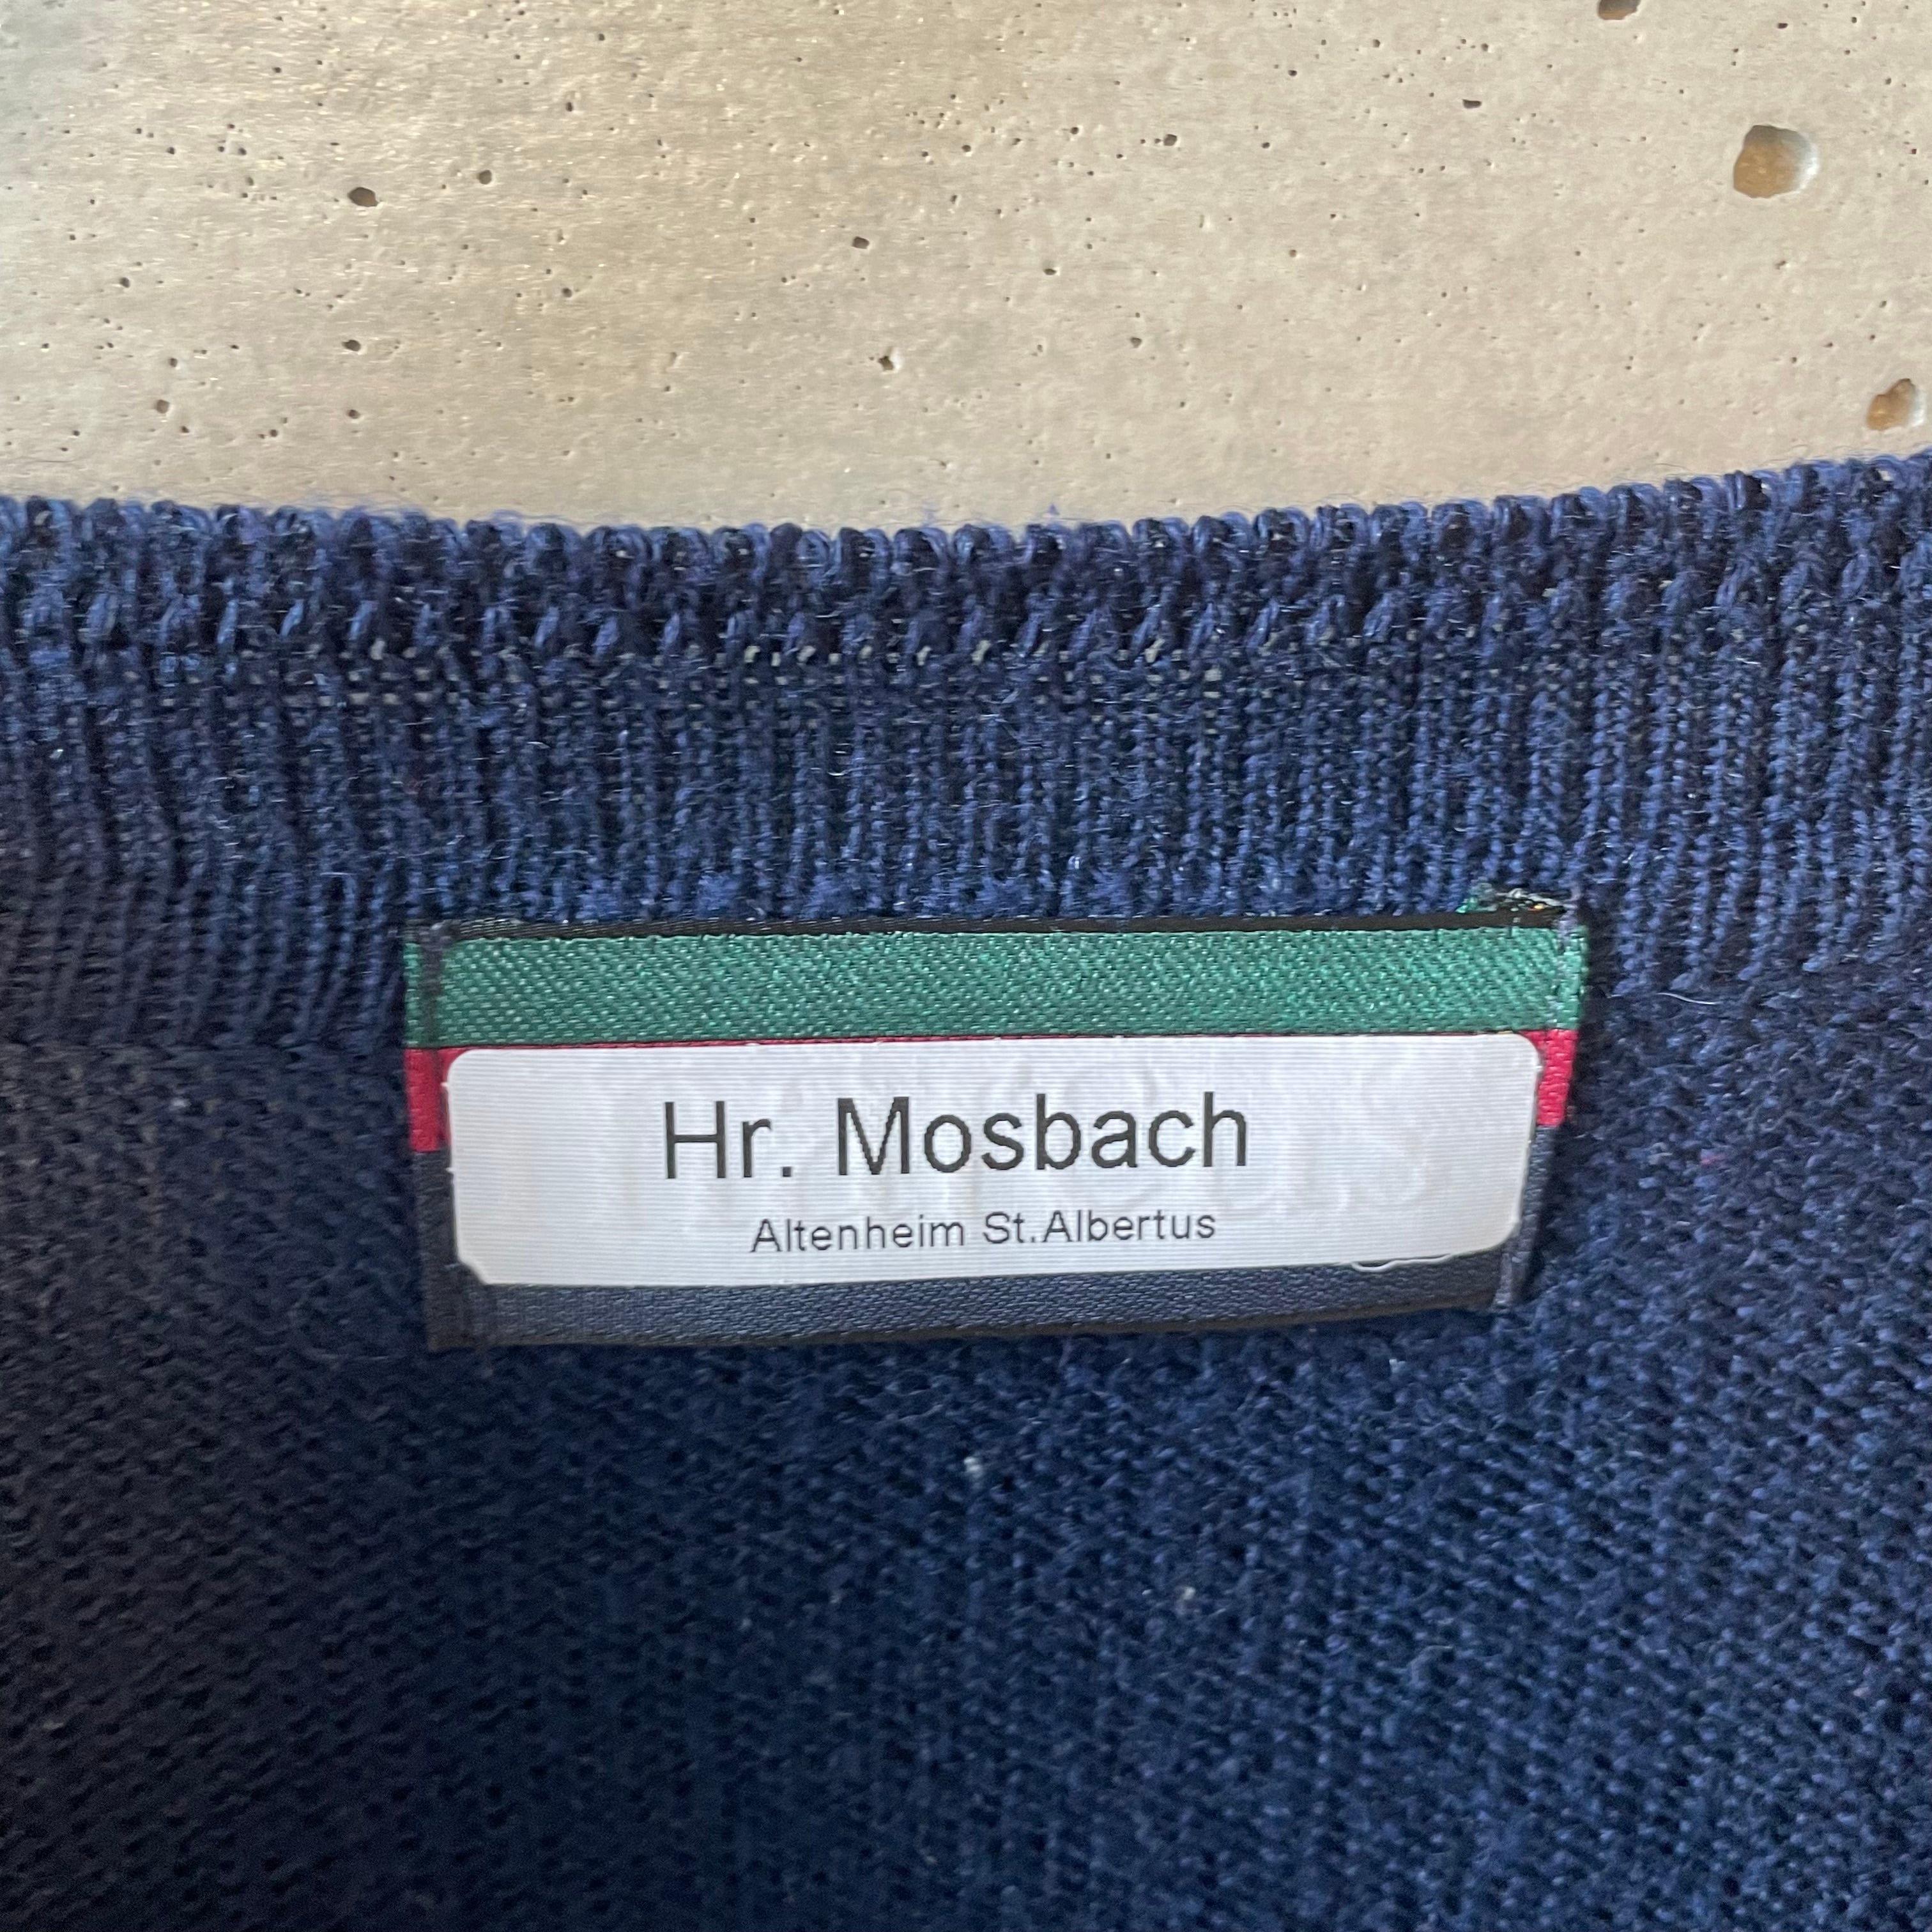 Hr. Mosbach
Altenheim St.Albertus